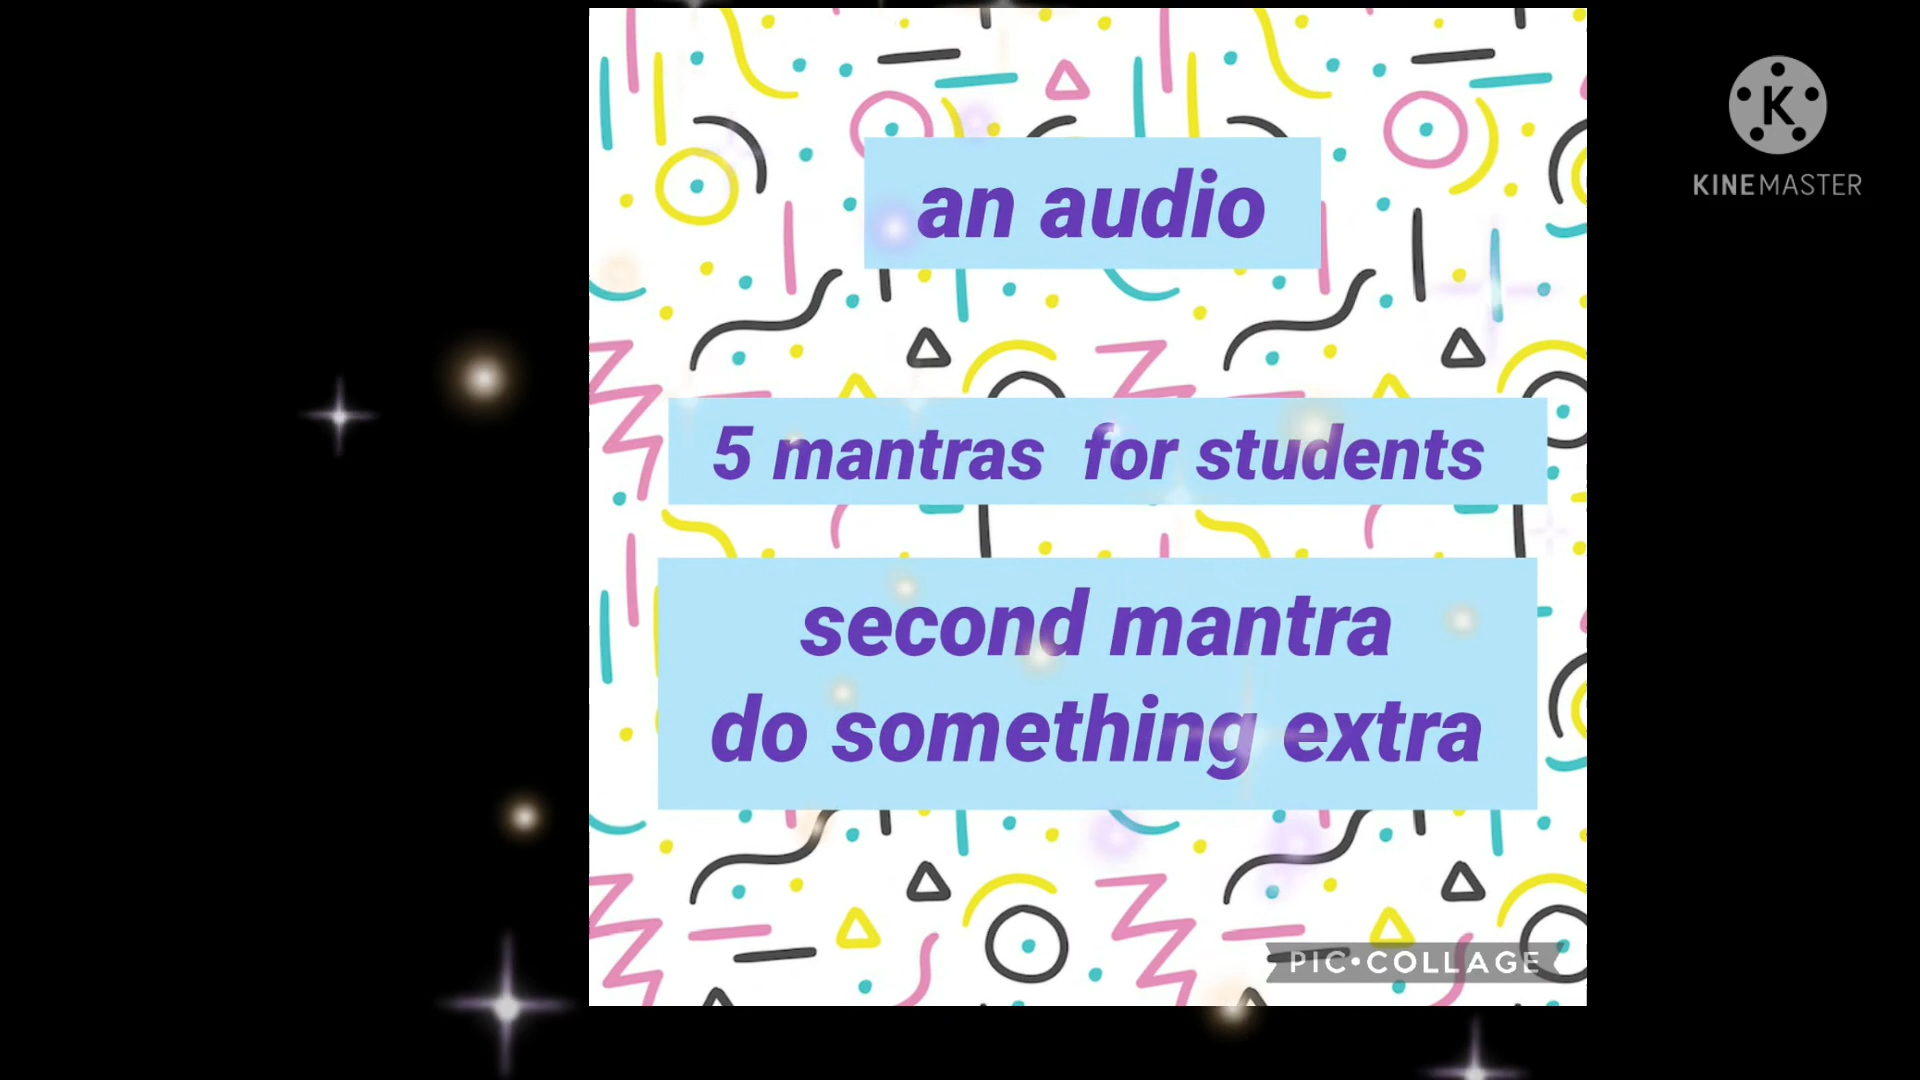 an audio
KINEMASTER
5 mantras for students
second mantra
do something extra
PIC•COLLAGE